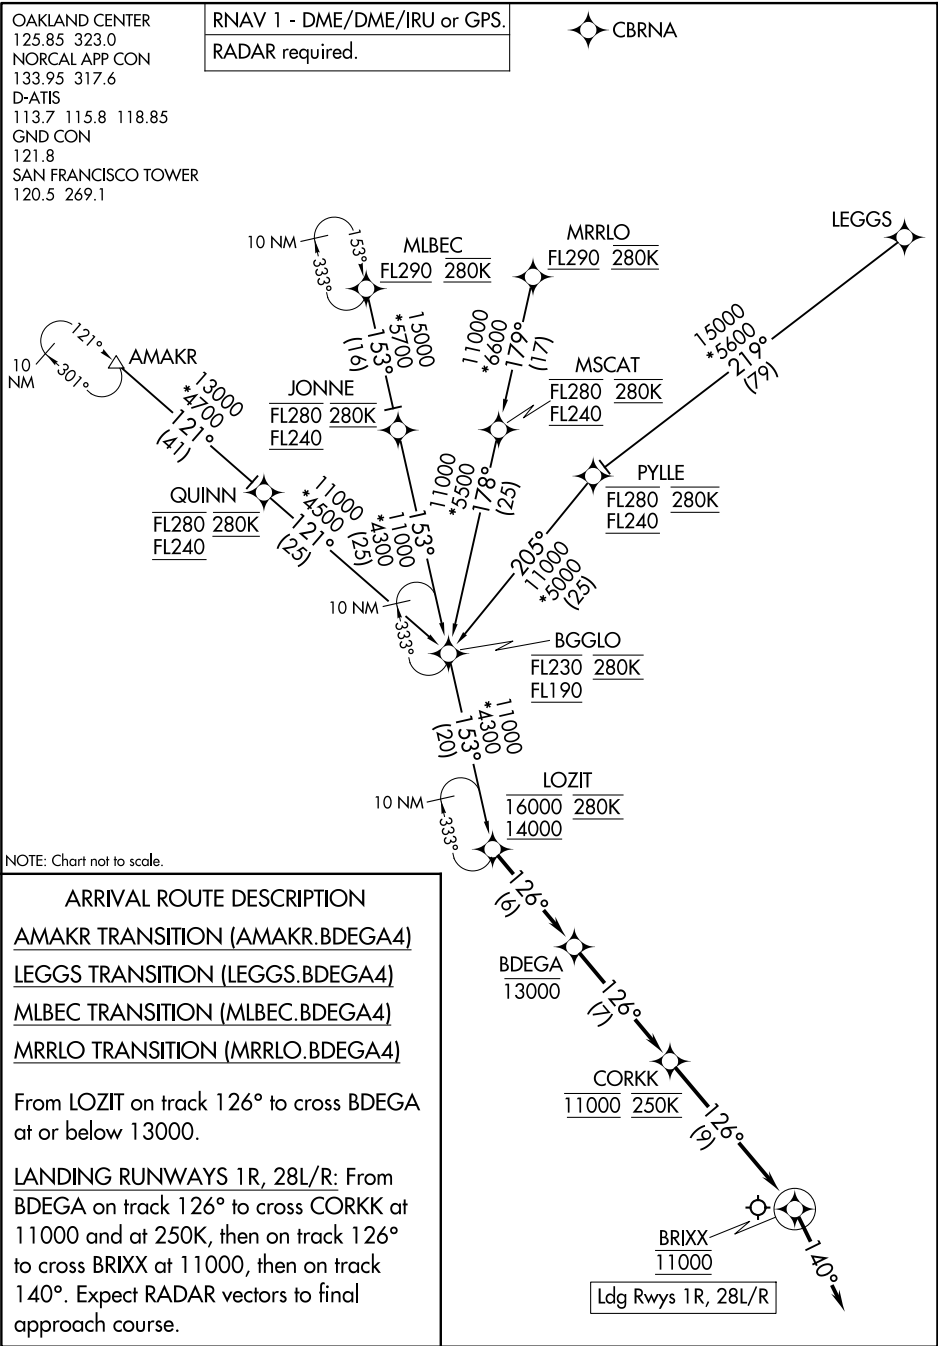 OAKLAND CENTER
125.85 323.0
NORCAL APP CON
133.95 317.6
D-ATIS
113.7 115.8 118.85
GND CON
121.8
SAN FRANCISCO TOWER
120.5 269.1
RNAV 1 - DME/DME/IRU or GPS.
RADAR required.
CBRNA
LEGGS
15000
*5600
219°
(79)
MRRLO
FL290 280K
11000
*6600
179°
(17)
10 NM
153°
333°
MLBEC
FL290 280K
15000
*5700
153°
(16)
10
NM
121°
301°
AMAKR
13000
*4700
121°
(41)
JONNE
FL280 280K
FL240
MSCAT
FL280 280K
FL240
PYLLE
FL280 280K
FL240
QUINN
FL280 280K
FL240
11000
*4500
121°
(25)
153°
11000
*4300
(25)
11000
*5500
178°
(25)
205°
11000
*5000
(25)
10 NM
333°
BGGLO
FL230 280K
FL190
11000
*4300
153°
(20)
10 NM
333°
LOZIT
16000 280K
14000
126°
(6)
BDEGA
13000
126°
(7)
CORKK
11000 250K
126°
(9)
BRIXX
11000
140°
Ldg Rwys 1R, 28L/R
NOTE: Chart not to scale.
ARRIVAL ROUTE DESCRIPTION
AMAKR TRANSITION (AMAKR.BDEGA4)
LEGGS TRANSITION (LEGGS.BDEGA4)
MLBEC TRANSITION (MLBEC.BDEGA4)
MRRLO TRANSITION (MRRLO.BDEGA4)
From LOZIT on track 126° to cross BDEGA
at or below 13000.
LANDING RUNWAYS 1R, 28L/R: From
BDEGA on track 126° to cross CORKK at
11000 and at 250K, then on track 126°
to cross BRIXX at 11000, then on track
140°. Expect RADAR vectors to final
approach course.